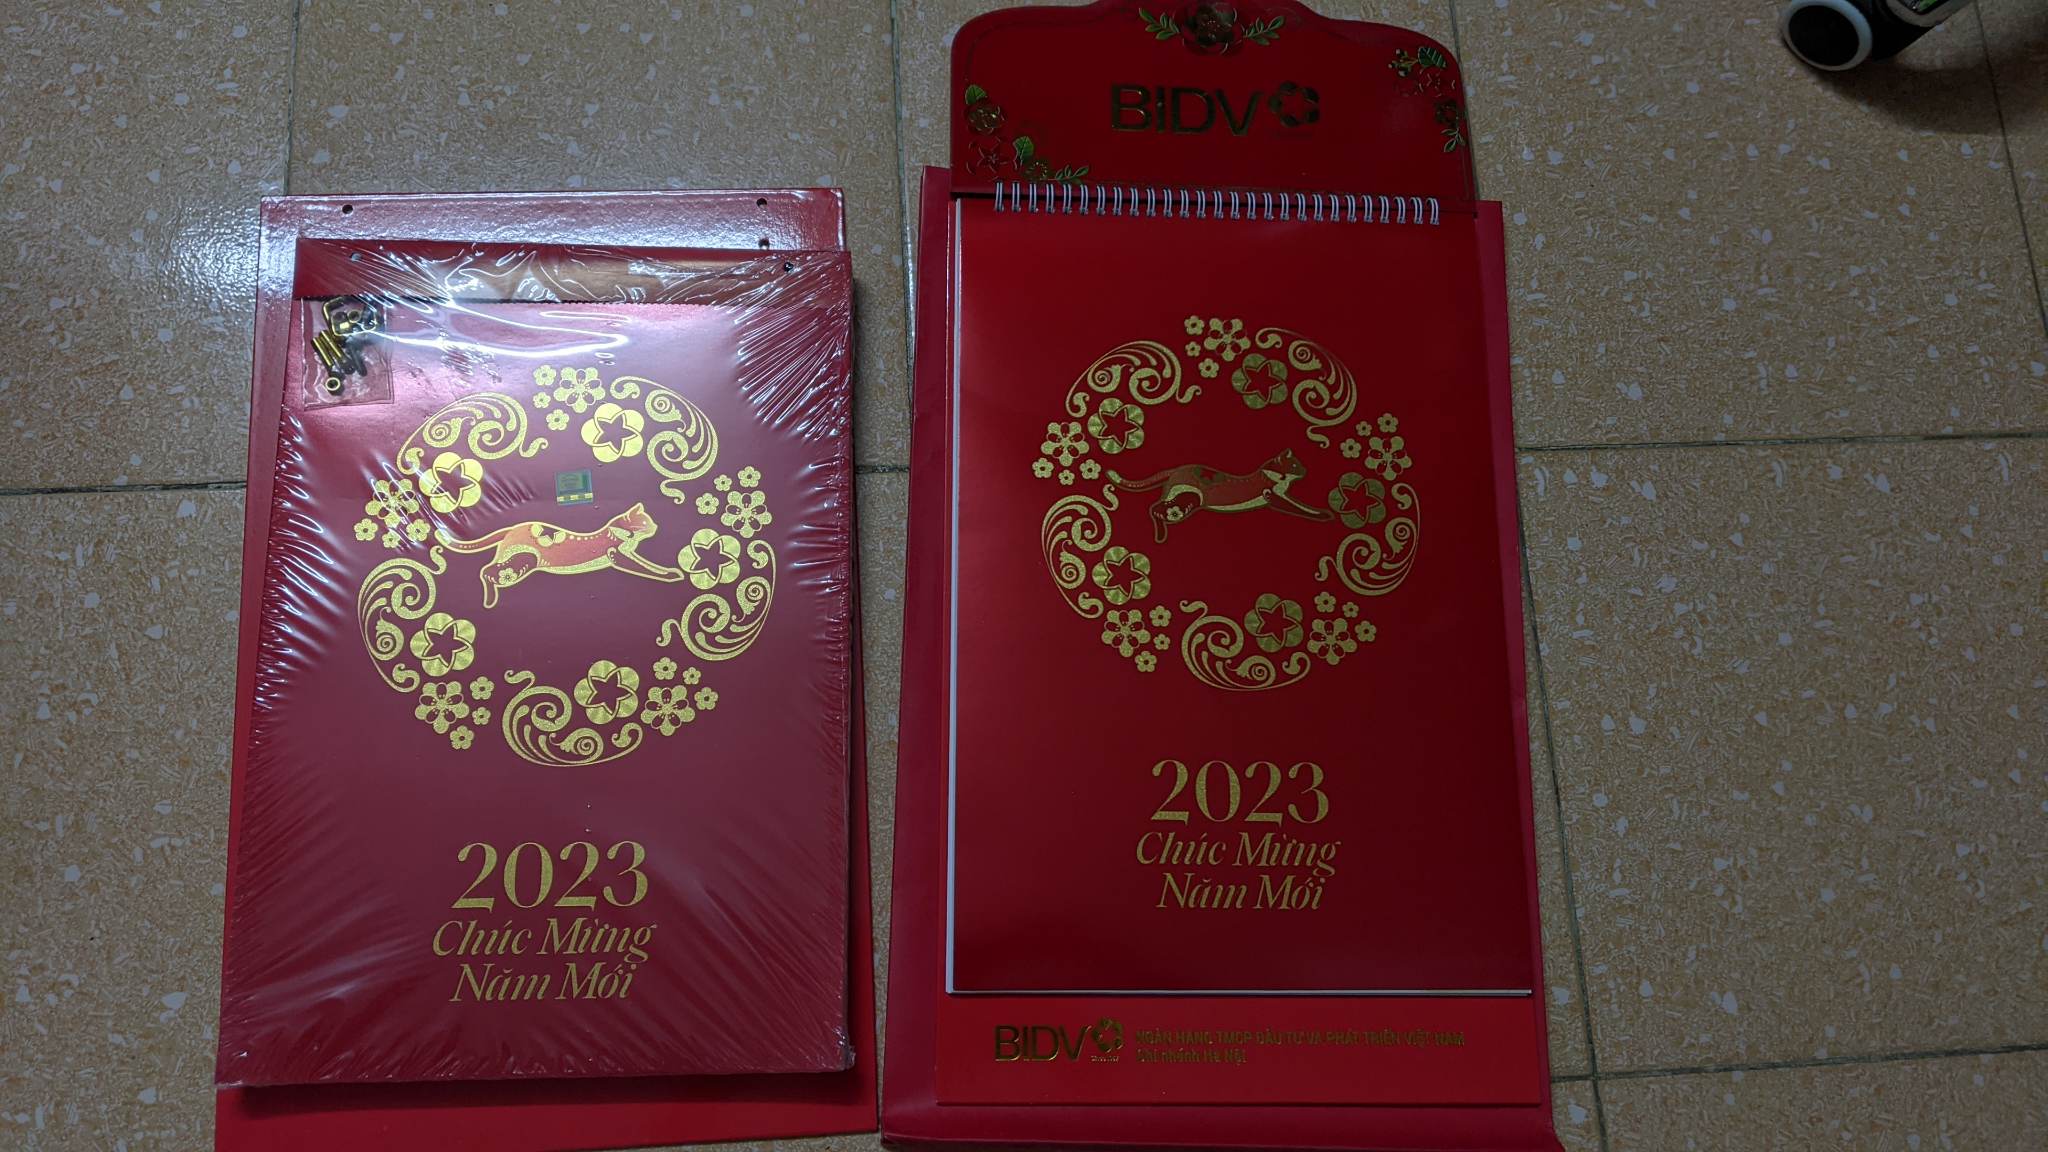 2023
Chúc Mừng
Năm Mới
BIDV
2023
Chúc Mừng
Năm Mới
BIDV
NGÂN HÀNG TMCP ĐẦU TƯ VÀ PHÁT TRIỂN VIỆT NAM
Chi nhánh Hà Nội